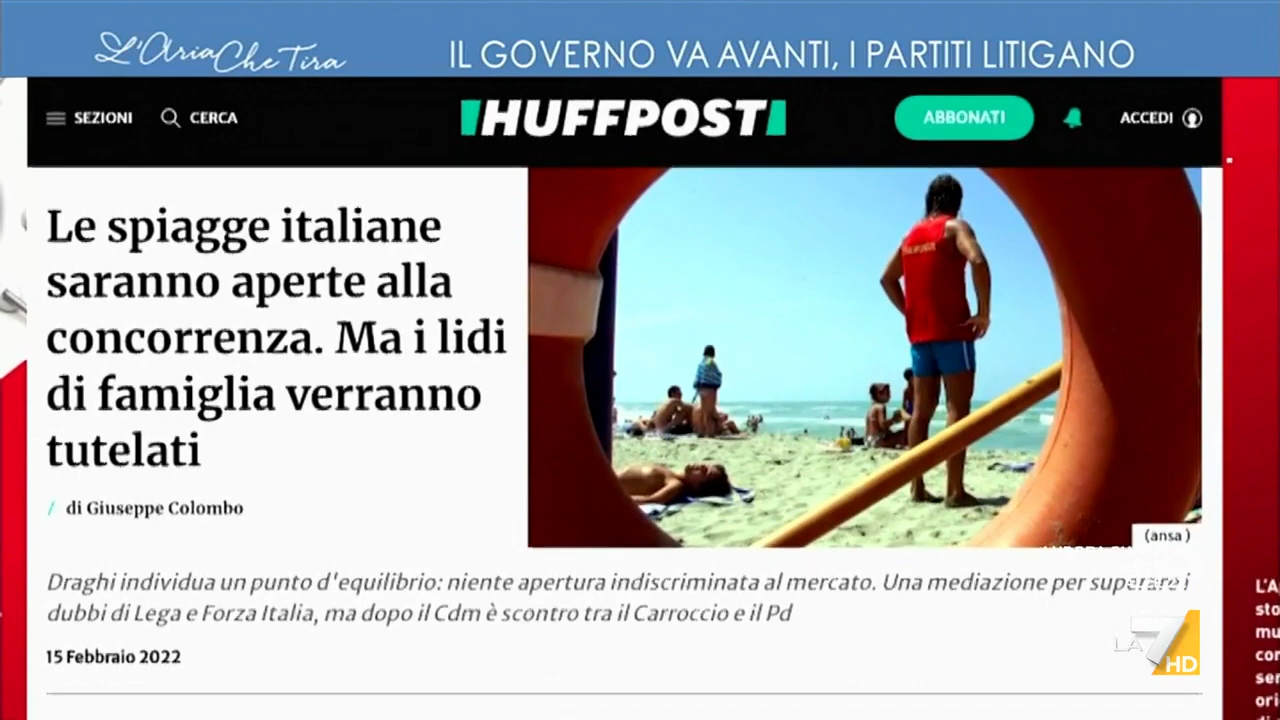 L'Aria Che Tira
IL GOVERNO VA AVANTI, I PARTITI LITIGANO
SEZIONI
CERCA
HUFFPOST
ABBONATI
ACCEDI
Le spiagge italiane
saranno aperte alla
concorrenza. Ma i lidi
di famiglia verranno
tutelati
/ di Giuseppe Colombo
(ansa)
Draghi individua un punto d'equilibrio: niente apertura indiscriminata al mercato. Una mediazione per superare i
dubbi di Lega e Forza Italia, ma dopo il Cdm è scontro tra il Carroccio e il Pd
15 Febbraio 2022
LA 7 HD